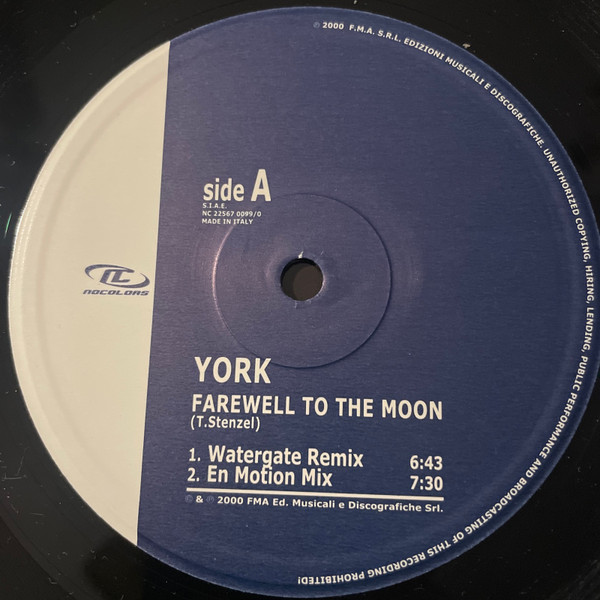 ℗ 2000 F.M.A. S.R.L. EDIZIONI MUSICALI E DISCOGRAFICHE. UNAUTHORIZED COPYING, HIRING, LENDING, PUBLIC PERFORMANCE AND BROADCASTING OF THIS RECORDING PROHIBITED!
side A
S.I.A.E.
NC 22567 0099/0
MADE IN ITALY
NC
NOCOLORS
YORK
FAREWELL TO THE MOON
(T.Stenzel)
1. Watergate Remix 6:43
2. En Motion Mix 7:30
℗ & © 2000 FMA Ed. Musicali e Discografiche Srl.